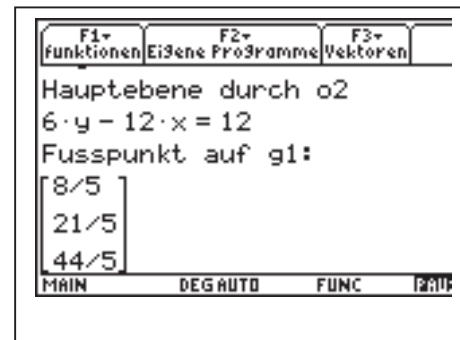 F1 F2 F3
funktionen Eigene Programme Vektoren
Hauptebene durch o2
6·y − 12·x = 12
Fusspunkt auf g1:
8/5
21/5
44/5
MAIN DEG AUTO FUNC